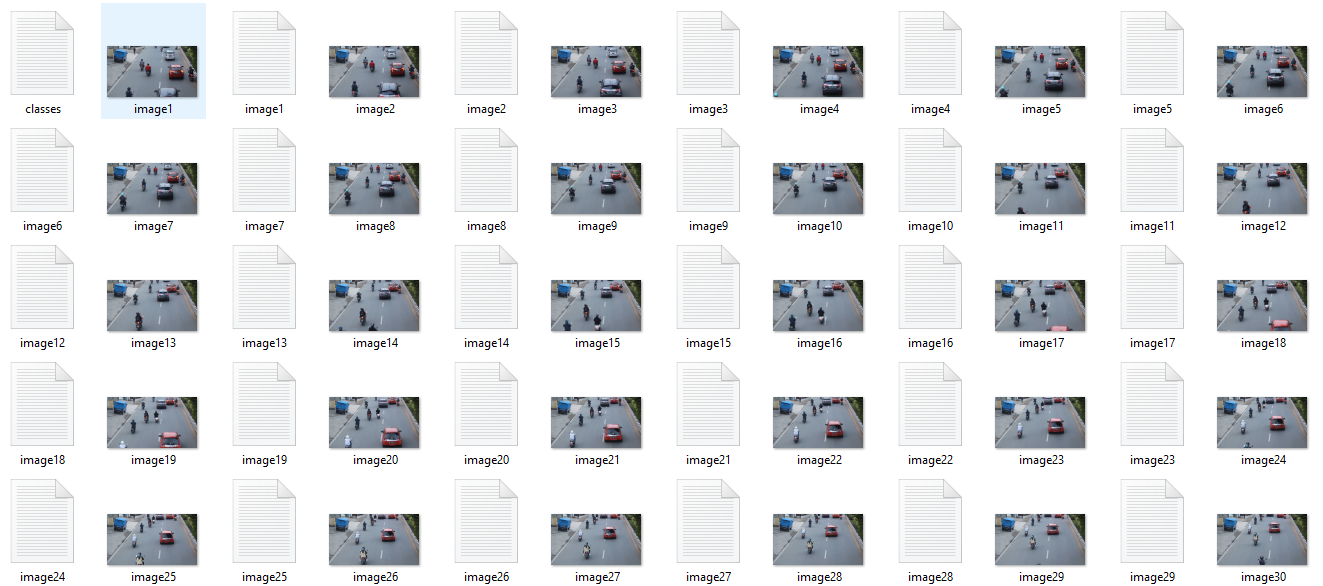 classes image1 image1 image2 image2 image3 image3 image4 image4 image5 image5 image6
image6 image7 image7 image8 image8 image9 image9 image10 image10 image11 image11 image12
image12 image13 image13 image14 image14 image15 image15 image16 image16 image17 image17 image18
image18 image19 image19 image20 image20 image21 image21 image22 image22 image23 image23 image24
image24 image25 image25 image26 image26 image27 image27 image28 image28 image29 image29 image30